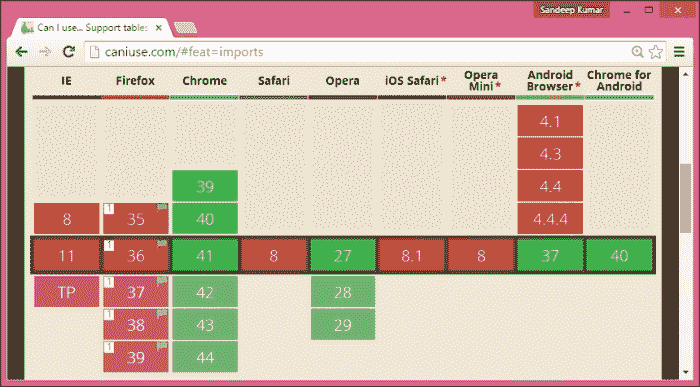 Sandeep Kumar
Can I use... Support tables
caniuse.com/#feat=imports
IE Firefox Chrome Safari Opera iOS Safari* Opera Mini* Android Browser* Chrome for Android
4.1
4.3
39 4.4
8 1 35 40 4.4.4
11 1 36 41 8 27 8.1 8 37 40
TP 1 37 42 28
1 38 43 29
1 39 44